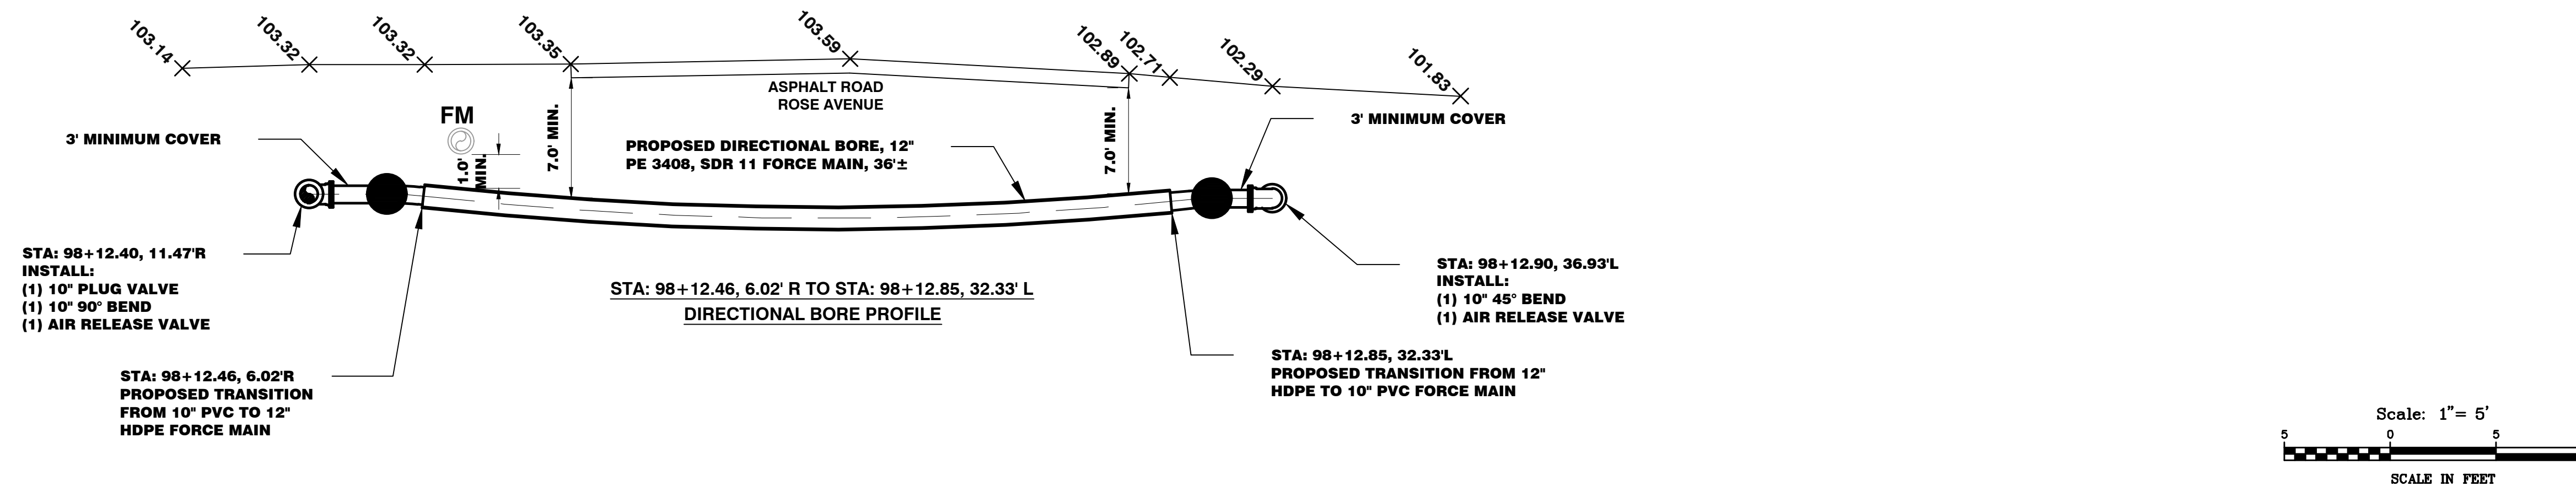 103.14
103.32
103.32
103.35
103.59
102.89
102.71
102.29
101.83
ASPHALT ROAD
ROSE AVENUE
FM
3' MINIMUM COVER
1.0'
MIN.
7.0' MIN.
PROPOSED DIRECTIONAL BORE, 12"
PE 3408, SDR 11 FORCE MAIN, 36'±
7.0' MIN.
3' MINIMUM COVER
STA: 98+12.40, 11.47'R
INSTALL:
(1) 10" PLUG VALVE
(1) 10" 90° BEND
(1) AIR RELEASE VALVE
STA: 98+12.46, 6.02' R TO STA: 98+12.85, 32.33' L
DIRECTIONAL BORE PROFILE
STA: 98+12.90, 36.93'L
INSTALL:
(1) 10" 45° BEND
(1) AIR RELEASE VALVE
STA: 98+12.46, 6.02'R
PROPOSED TRANSITION
FROM 10" PVC TO 12"
HDPE FORCE MAIN
STA: 98+12.85, 32.33'L
PROPOSED TRANSITION FROM 12"
HDPE TO 10" PVC FORCE MAIN
Scale: 1"= 5'
5 0 5
SCALE IN FEET